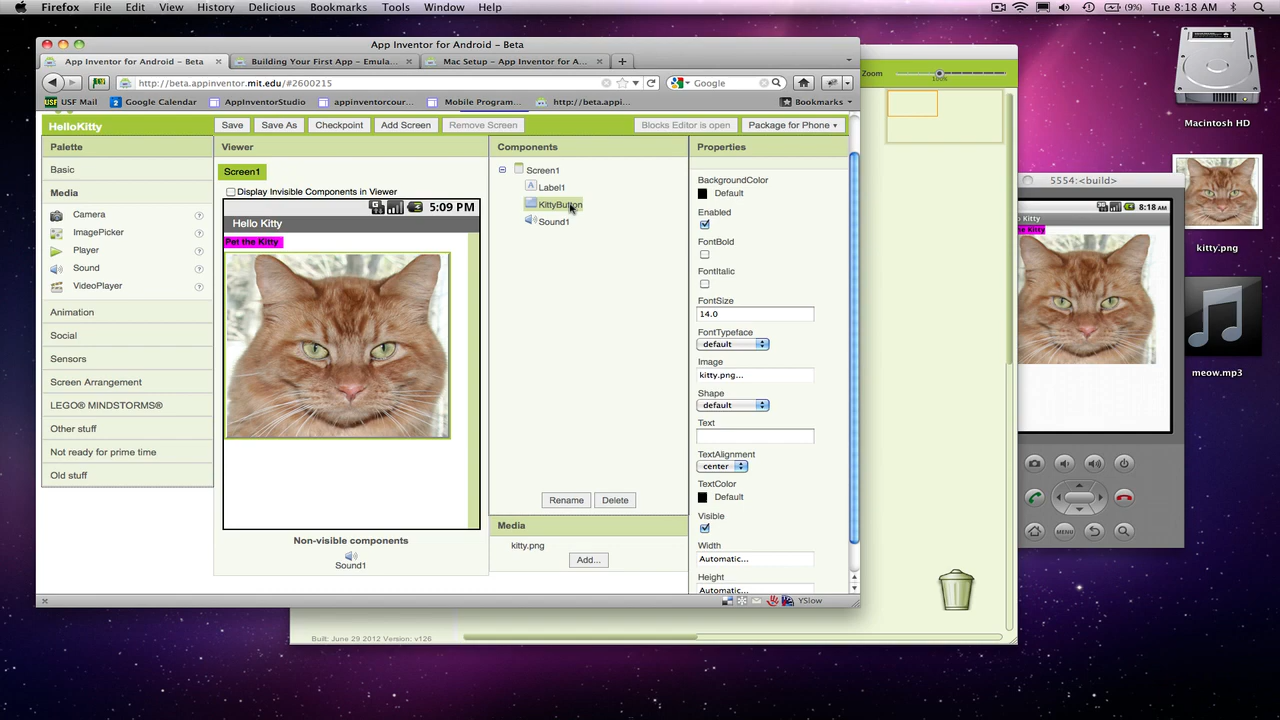 Firefox File Edit View History Delicious Bookmarks Tools Window Help (9%) Tue 8:18 AM
App Inventor for Android - Beta
App Inventor for Android - Beta × Building Your First App - Emula... × Mac Setup - App Inventor for A... × +
http://beta.appinventor.mit.edu/#2600215 Google
USF Mail Google Calendar AppInventorStudio appinventorcour... Mobile Program... http://beta.appi... Bookmarks
HelloKitty Save Save As Checkpoint Add Screen Remove Screen Blocks Editor is open Package for Phone
Palette
Basic
Media
Camera ?
ImagePicker ?
Player ?
Sound ?
VideoPlayer ?
Animation
Social
Sensors
Screen Arrangement
LEGO® MINDSTORMS®
Other stuff
Not ready for prime time
Old stuff
Viewer
Screen1
Display Invisible Components in Viewer
5:09 PM
Hello Kitty
Pet the Kitty
Non-visible components
Sound1
Components
Screen1
A Label1
KittyButton
Sound1
Rename Delete
Media
kitty.png
Add...
Properties
BackgroundColor
Default
Enabled
FontBold
FontItalic
FontSize
14.0
FontTypeface
default
Image
kitty.png...
Shape
default
Text
TextAlignment
center
TextColor
Default
Visible
Width
Automatic...
Height
Automatic...
YSlow
Zoom
100%
Built: June 29 2012 Version: v126
5554:<build>
8:18 AM
Kitty
the Kitty
MENU
Macintosh HD
kitty.png
meow.mp3